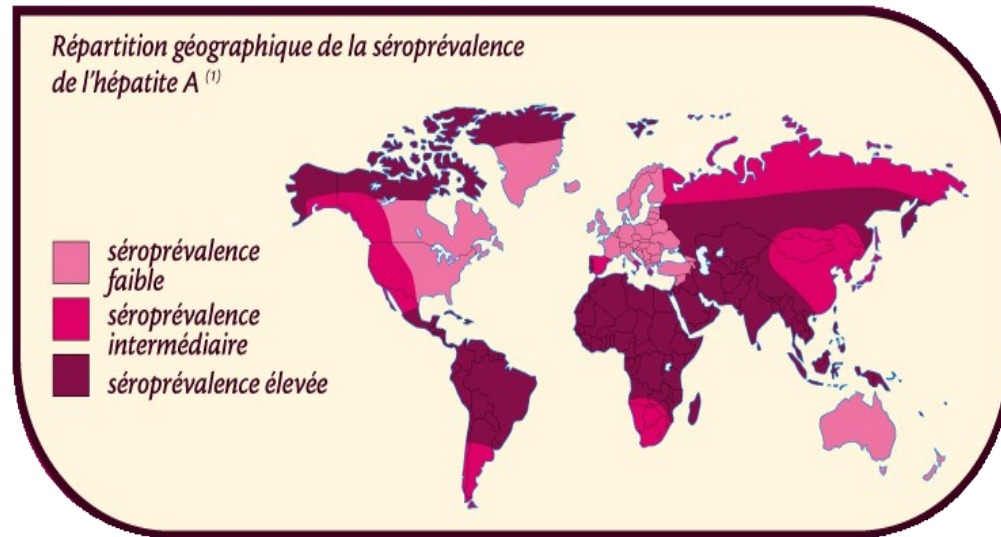 Répartition géographique de la séroprévalence
de l'hépatite A (1)
séroprévalence
faible
séroprévalence
intermédiaire
séroprévalence élevée